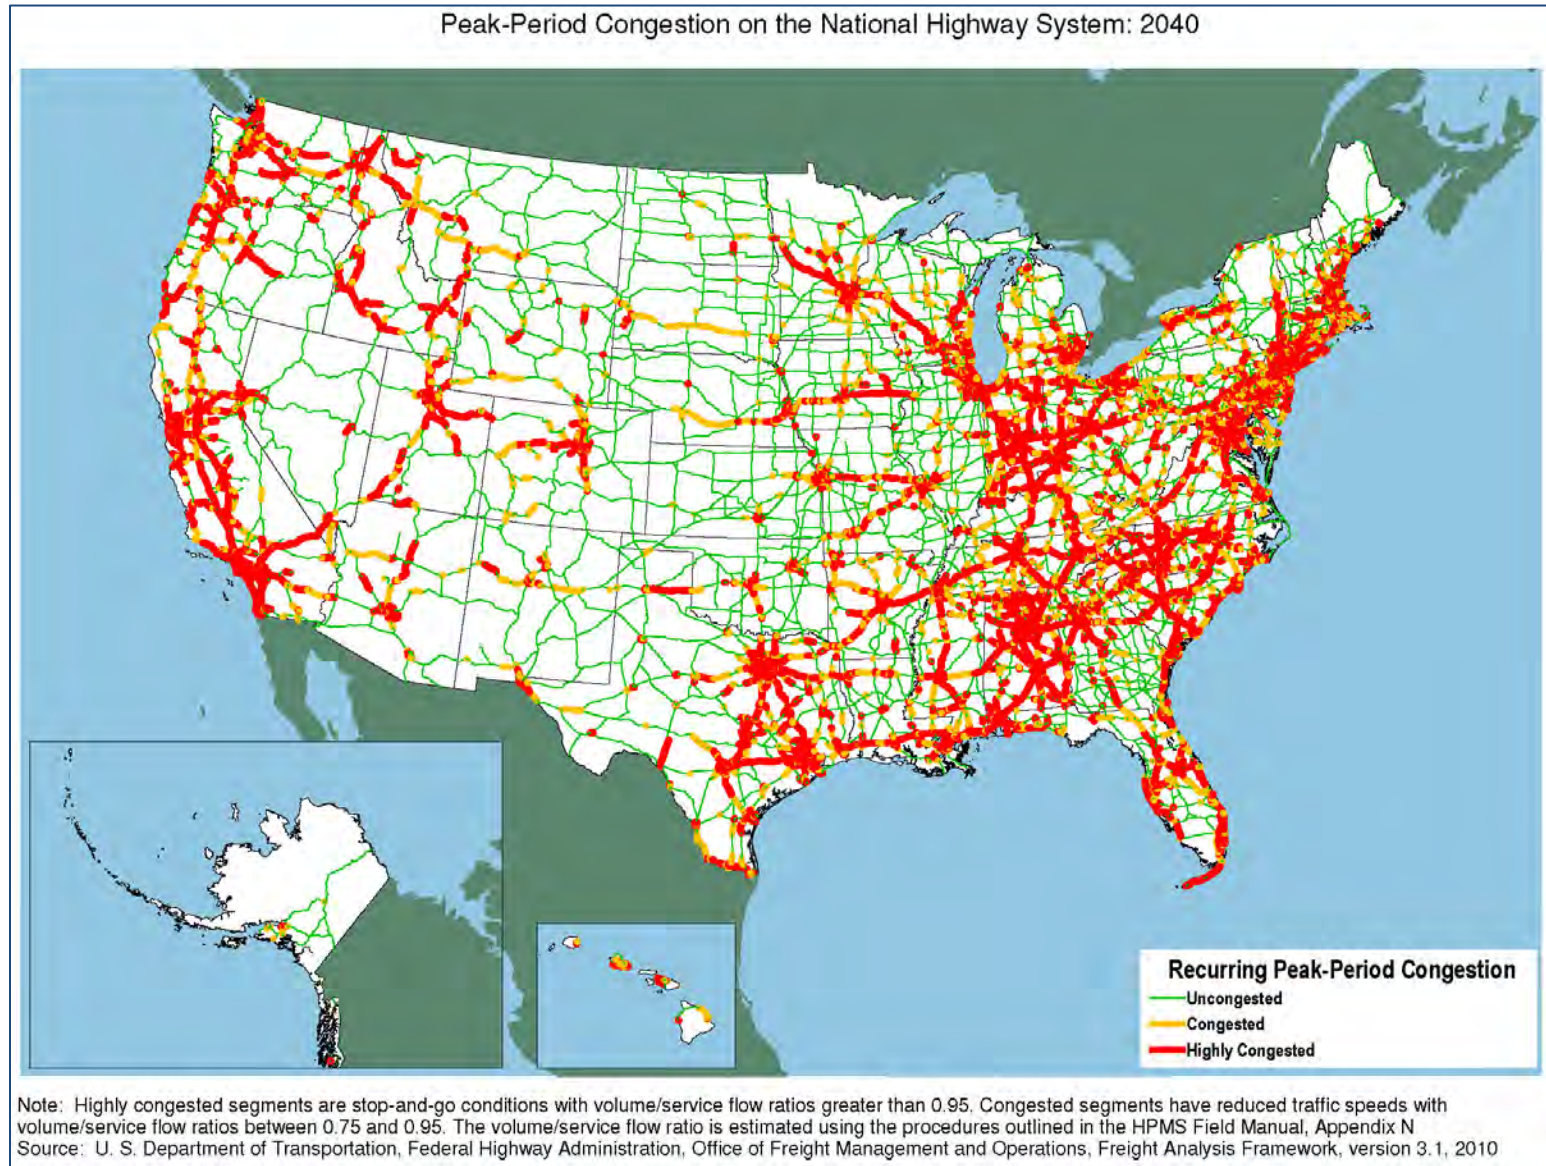 Peak-Period Congestion on the National Highway System: 2040
Recurring Peak-Period Congestion
Uncongested
Congested
Highly Congested
Note:  Highly congested segments are stop-and-go conditions with volume/service flow ratios greater than 0.95. Congested segments have reduced traffic speeds with
volume/service flow ratios between 0.75 and 0.95. The volume/service flow ratio is estimated using the procedures outlined in the HPMS Field Manual, Appendix N
Source:  U. S. Department of Transportation, Federal Highway Administration, Office of Freight Management and Operations, Freight Analysis Framework, version 3.1, 2010